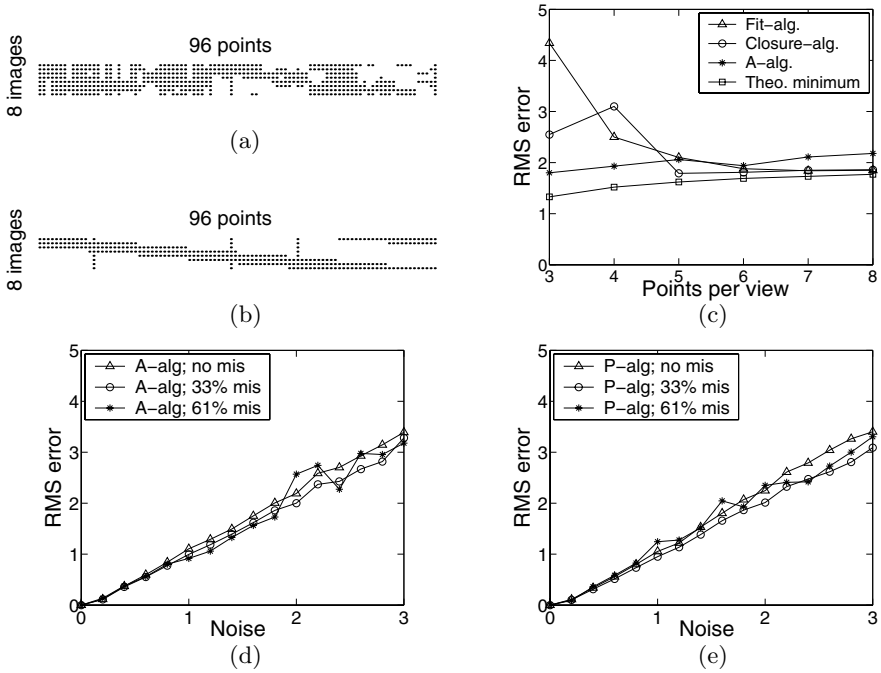 96 points
8 images
(a)
96 points
8 images
(b)
5
4
3
2
1
0
RMS error
Fit−alg.
Closure−alg.
A−alg.
Theo. minimum
3 4 5 6 7 8
Points per view
(c)
5
4
3
2
1
0
RMS error
A−alg; no mis
A−alg; 33% mis
A−alg; 61% mis
0 1 2 3
Noise
(d)
5
4
3
2
1
0
RMS error
P−alg; no mis
P−alg; 33% mis
P−alg; 61% mis
0 1 2 3
Noise
(e)